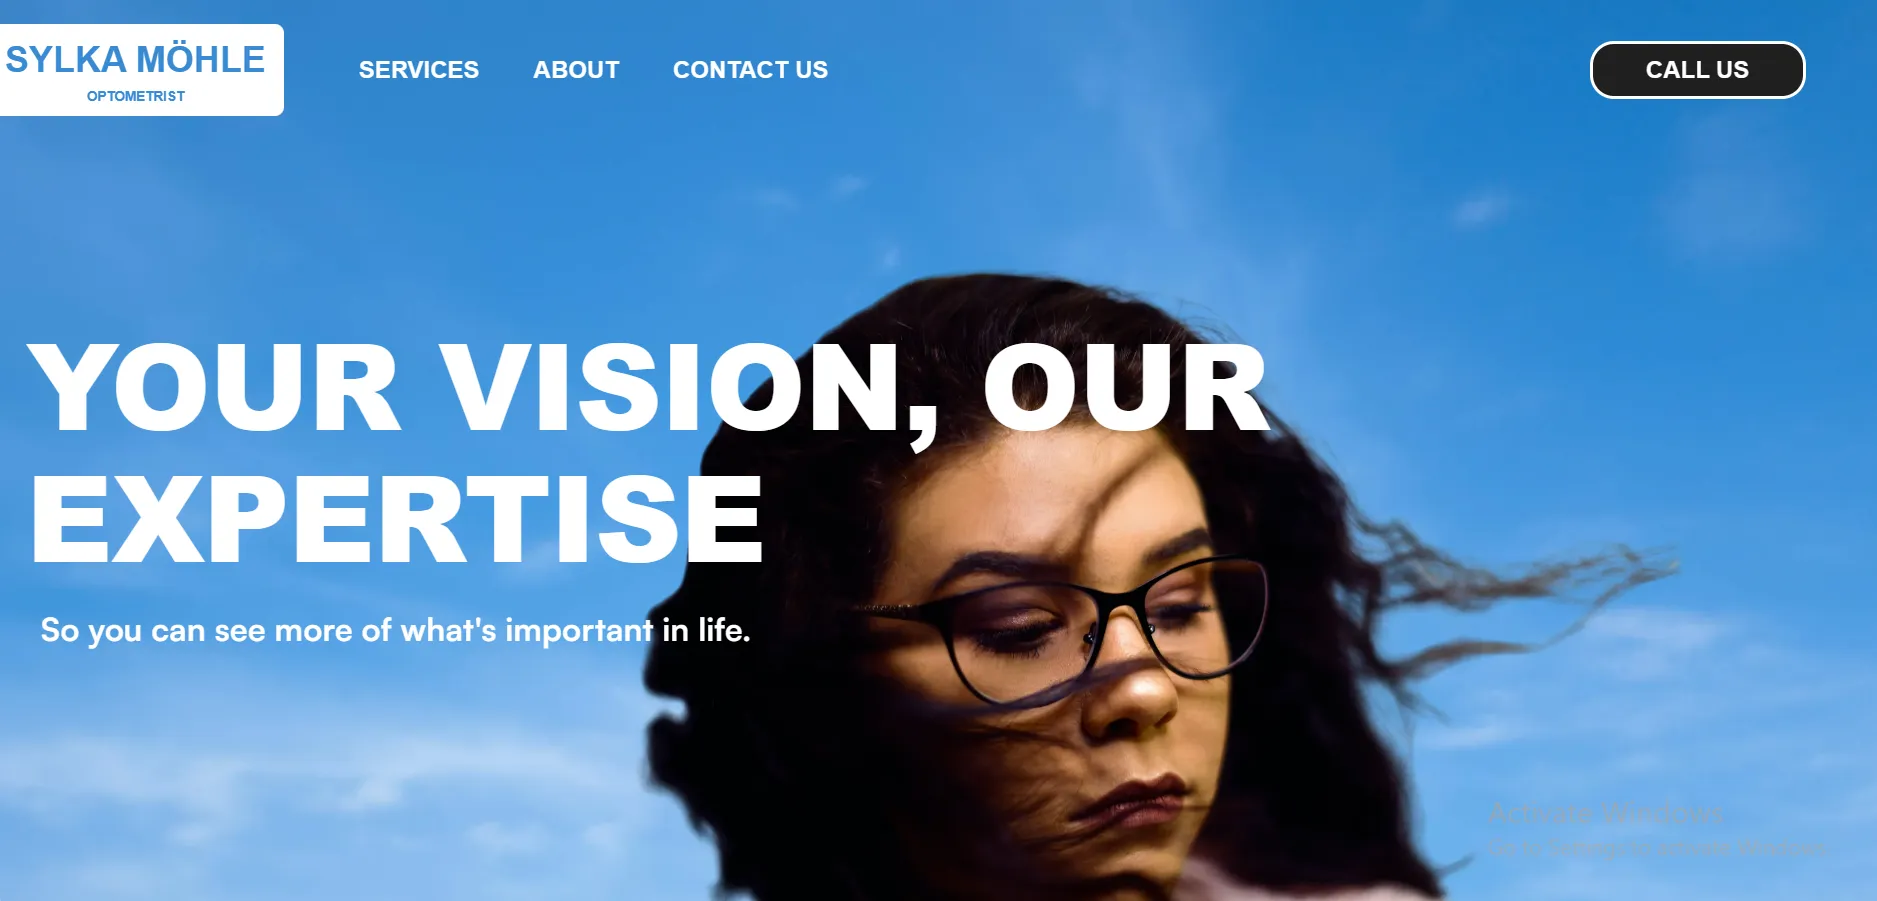 SYLKA MÖHLE
OPTOMETRIST
SERVICES
ABOUT
CONTACT US
CALL US
YOUR VISION, OUR
EXPERTISE
So you can see more of what's important in life.
Activate Windows
Go to Settings to activate Windows.